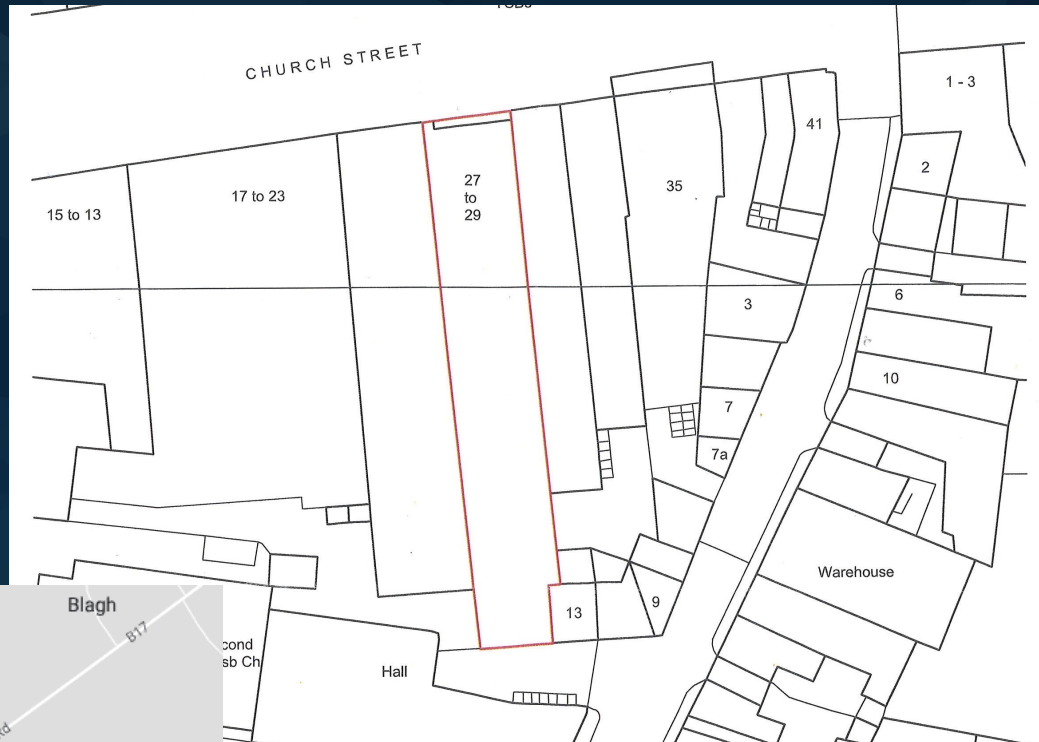 CHURCH STREET
1 - 3
41
2
35
27
to
29
17 to 23
15 to 13
6
3
10
7
7a
Warehouse
9
13
Hall
Blagh
B17
cond
sb Ch